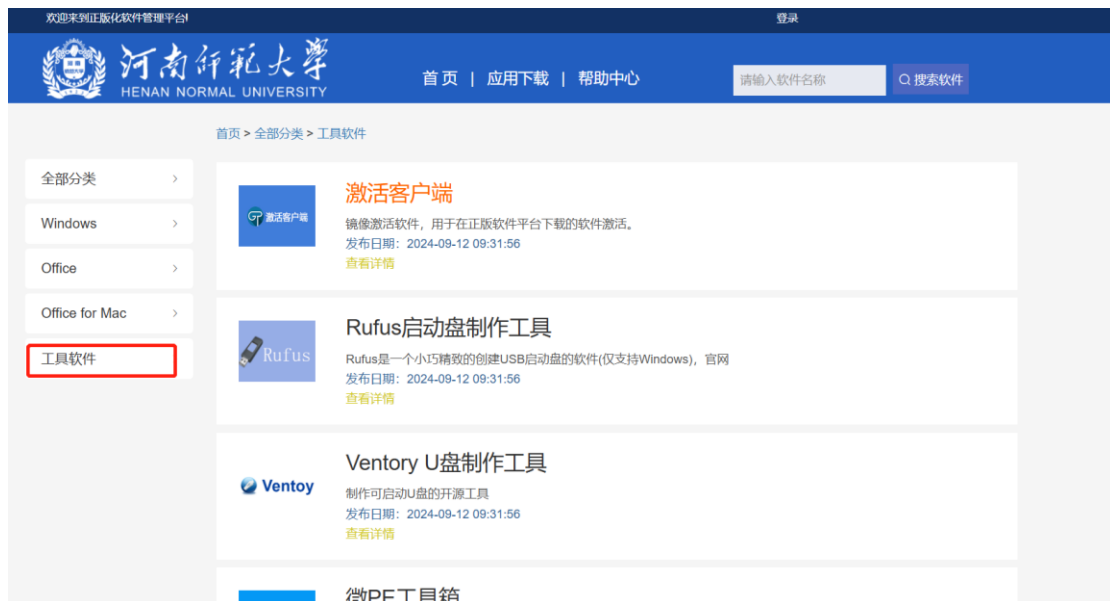 欢迎来到正版化软件管理平台! 登录
河南师范大学
HENAN NORMAL UNIVERSITY
首页 | 应用下载 | 帮助中心
请输入软件名称 搜索软件
首页 > 全部分类 > 工具软件
全部分类
Windows
Office
Office for Mac
工具软件
激活客户端
激活客户端
镜像激活软件，用于在正版软件平台下载的软件激活。
发布日期：2024-09-12 09:31:56
查看详情
Rufus
Rufus启动盘制作工具
Rufus是一个小巧精致的创建USB启动盘的软件(仅支持Windows)，官网
发布日期：2024-09-12 09:31:56
查看详情
Ventoy
Ventory U盘制作工具
制作可启动U盘的开源工具
发布日期：2024-09-12 09:31:56
查看详情
微PE工具箱